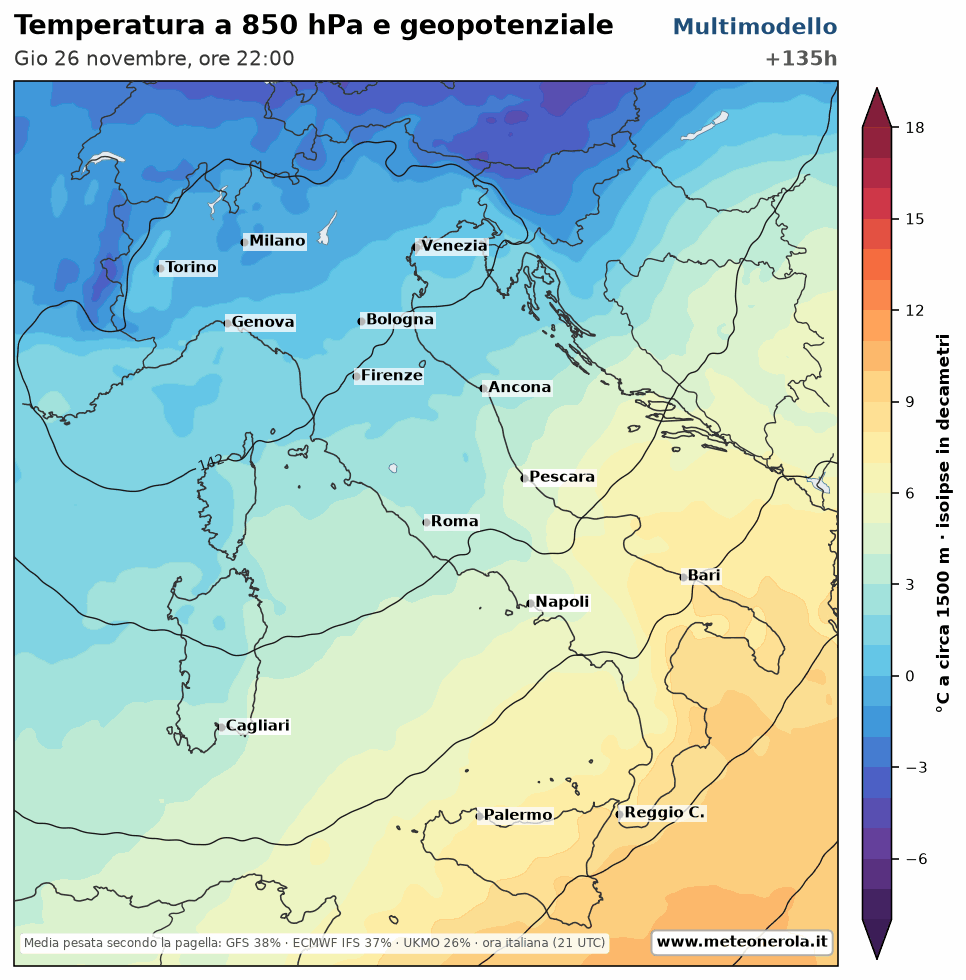 Temperatura a 850 hPa e geopotenziale
Multimodello
Gio 26 novembre, ore 22:00
+135h
Milano
Venezia
Torino
Genova
Bologna
Firenze
Ancona
142
Pescara
Roma
Bari
Napoli
Cagliari
Palermo
Reggio C.
18
15
12
9
6
3
0
−3
−6
°C a circa 1500 m · isoipse in decametri
Media pesata secondo la pagella: GFS 38% · ECMWF IFS 37% · UKMO 26% · ora italiana (21 UTC)
www.meteonerola.it